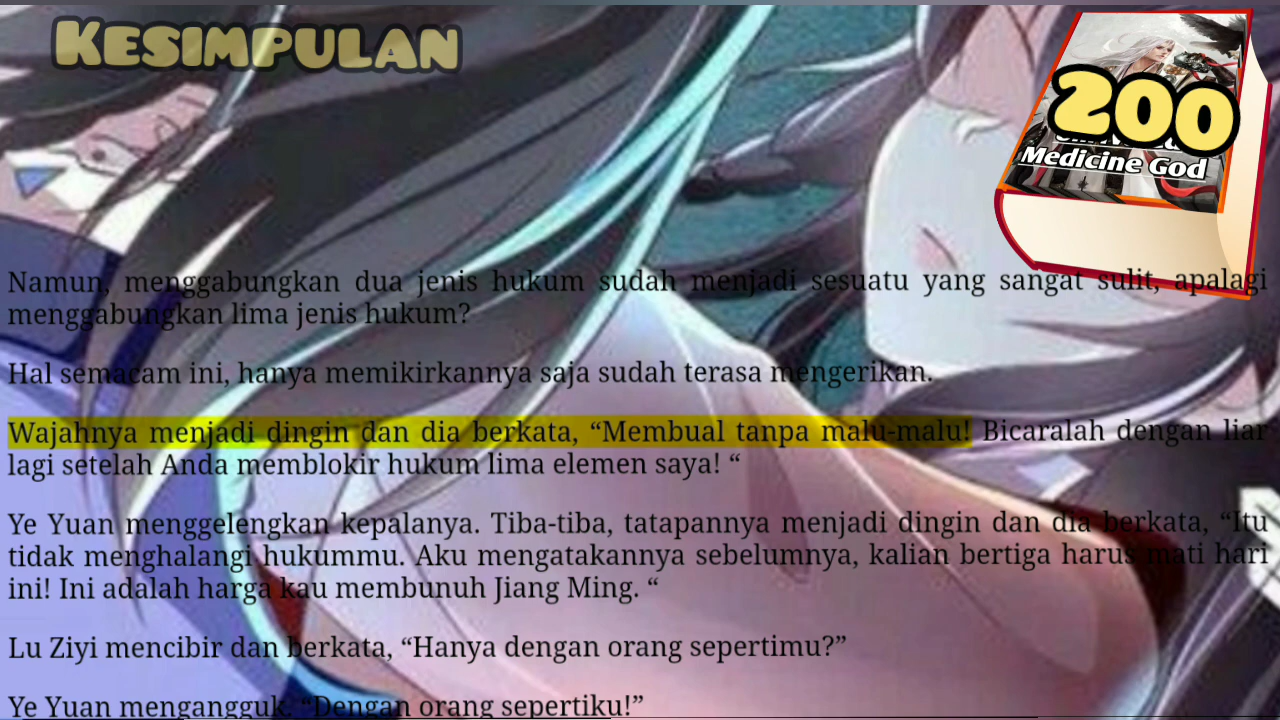 Kesimpulan
200
Medicine God
Namun, menggabungkan dua jenis hukum sudah menjadi sesuatu yang sangat sulit, apalagi
menggabungkan lima jenis hukum?
Hal semacam ini, hanya memikirkannya saja sudah terasa mengerikan.
Wajahnya menjadi dingin dan dia berkata, “Membual tanpa malu-malu! Bicaralah dengan liar
lagi setelah Anda memblokir hukum lima elemen saya! “
Ye Yuan menggelengkan kepalanya. Tiba-tiba, tatapannya menjadi dingin dan dia berkata, “Itu
tidak menghalangi hukummu. Aku mengatakannya sebelumnya, kalian bertiga harus mati hari
ini! Ini adalah harga kau membunuh Jiang Ming. “
Lu Ziyi mencibir dan berkata, “Hanya dengan orang sepertimu?”
Ye Yuan mengangguk. “Dengan orang sepertiku!”